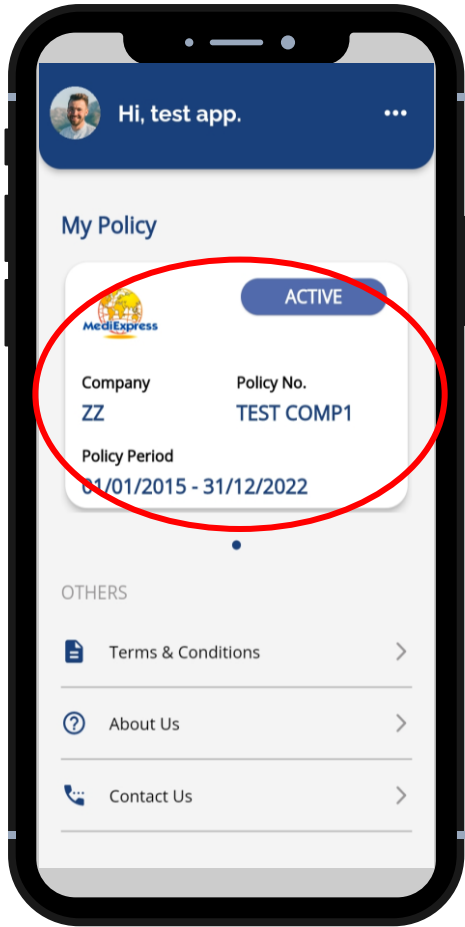 Hi, test app.
My Policy
MediExpress
ACTIVE
Company
Policy No.
ZZ
TEST COMP1
Policy Period
01/01/2015 - 31/12/2022
OTHERS
Terms & Conditions
About Us
Contact Us